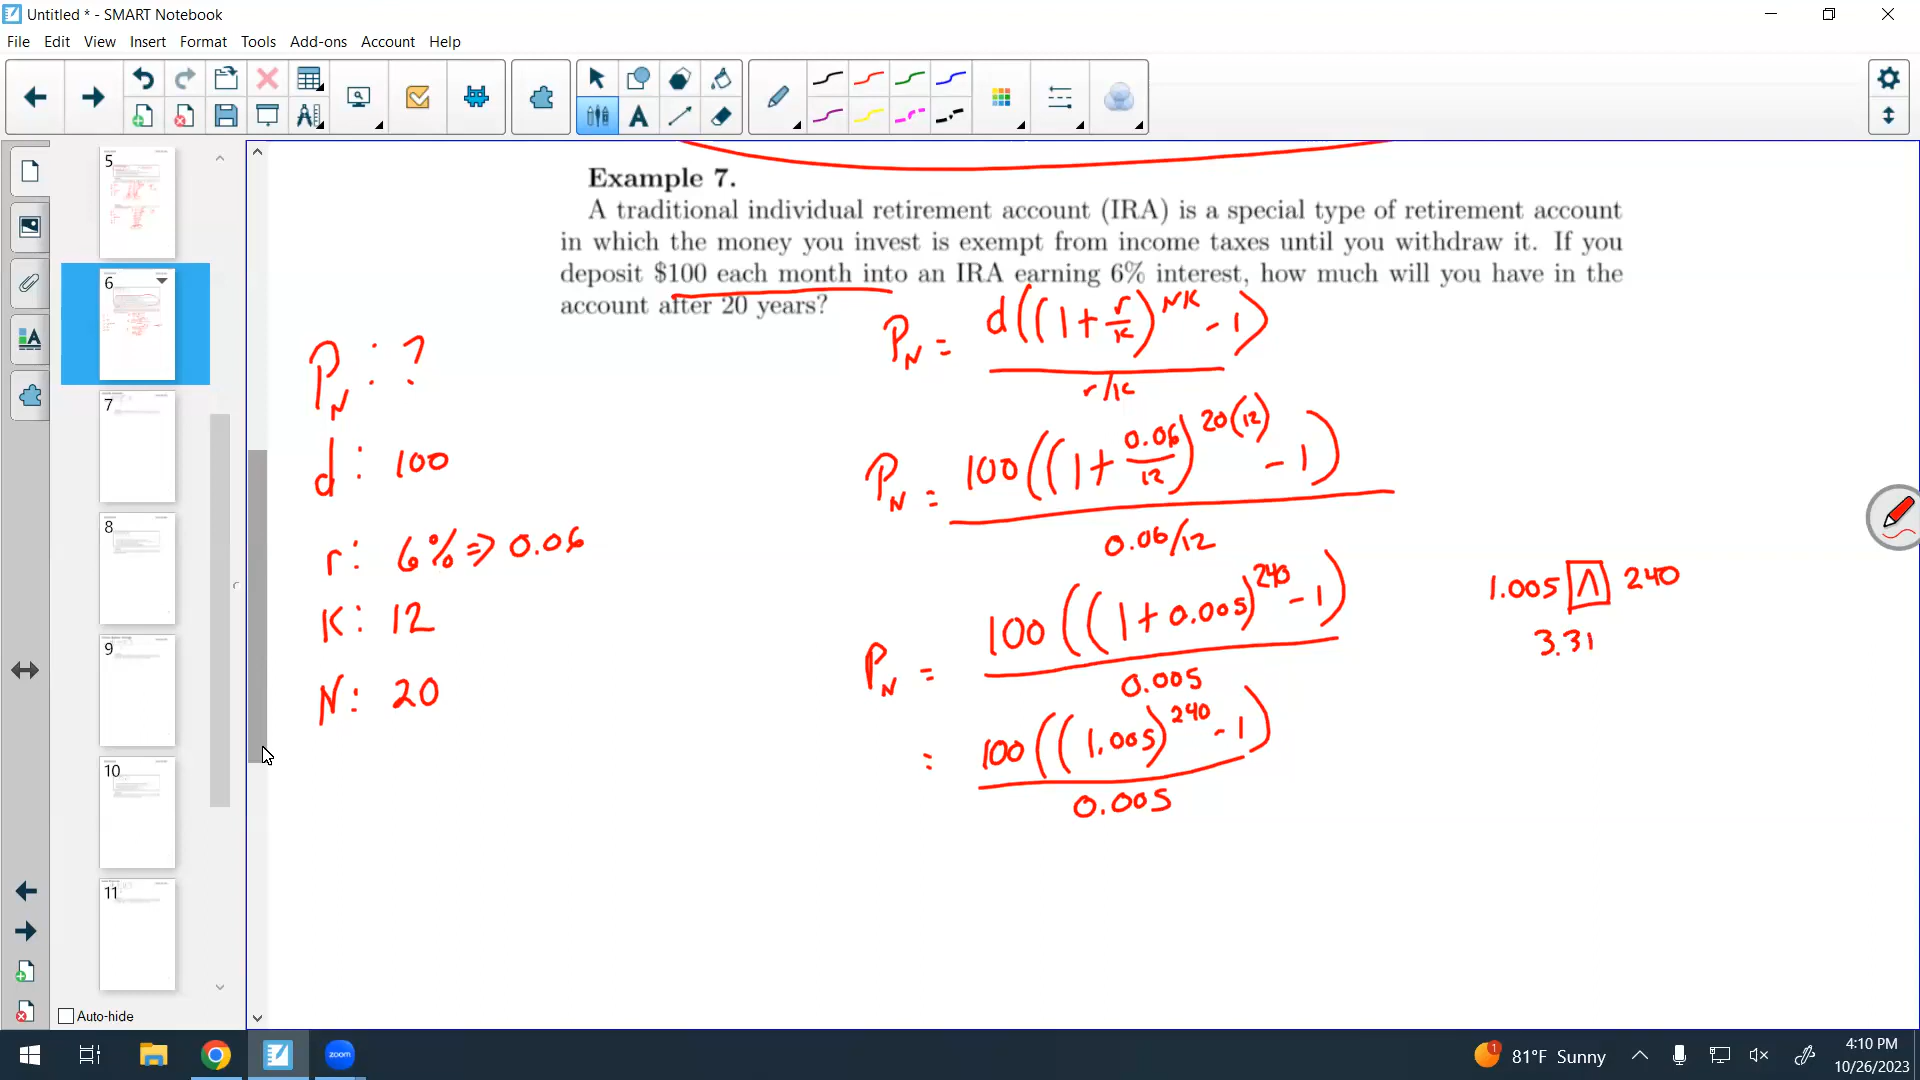 Untitled * - SMART Notebook
File Edit View Insert Format Tools Add-ons Account Help
5
6
7
8
9
10
11
Auto-hide
Example 7.
A traditional individual retirement account (IRA) is a special type of retirement account
in which the money you invest is exempt from income taxes until you withdraw it. If you
deposit $100 each month into an IRA earning 6% interest, how much will you have in the
account after 20 years?
P_N : ?
d : 100
r : 6% => 0.06
K : 12
N : 20
P_N = d((1 + r/K)^NK - 1) / r/K
P_N = 100((1 + 0.06/12)^20(12) - 1) / 0.06/12
P_N = 100((1 + 0.005)^240 - 1) / 0.005
= 100((1.005)^240 - 1) / 0.005
1.005 ^ 240
3.31
zoom
1
81°F Sunny
4:10 PM
10/26/2023